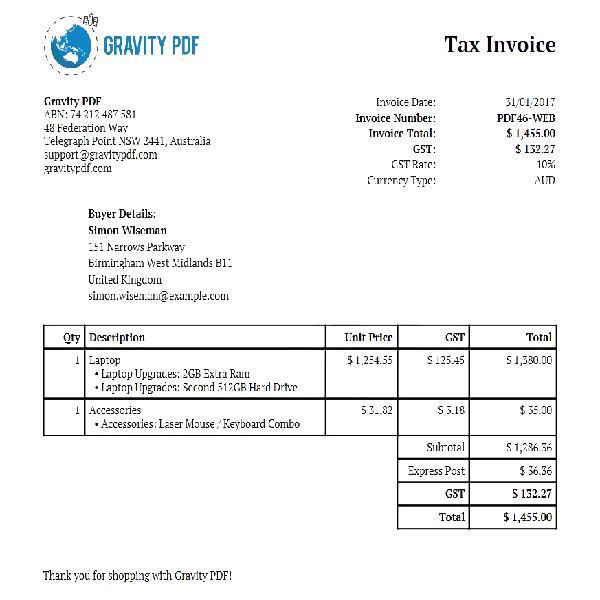 GRAVITY PDF
Tax Invoice
Gravity PDF
ABN: 74 212 487 581
48 Federation Way
Telegraph Point NSW 2441, Australia
support@gravitypdf.com
gravitypdf.com
Invoice Date: 31/01/2017
Invoice Number: PDF46-WEB
Invoice Total: $ 1,455.00
GST: $ 132.27
GST Rate: 10%
Currency Type: AUD
Buyer Details:
Simon Wiseman
151 Narrows Parkway
Birmingham West Midlands B11
United Kingdom
simon.wiseman@example.com
Qty Description Unit Price GST Total
1 Laptop $ 1,254.55 $ 125.45 $ 1,380.00
• Laptop Upgrades: 2GB Extra Ram
• Laptop Upgrades: Second 512GB Hard Drive
1 Accessories $ 31.82 $ 3.18 $ 35.00
• Accessories: Laser Mouse / Keyboard Combo
Subtotal $ 1,286.36
Express Post $ 36.36
GST $ 132.27
Total $ 1,455.00
Thank you for shopping with Gravity PDF!